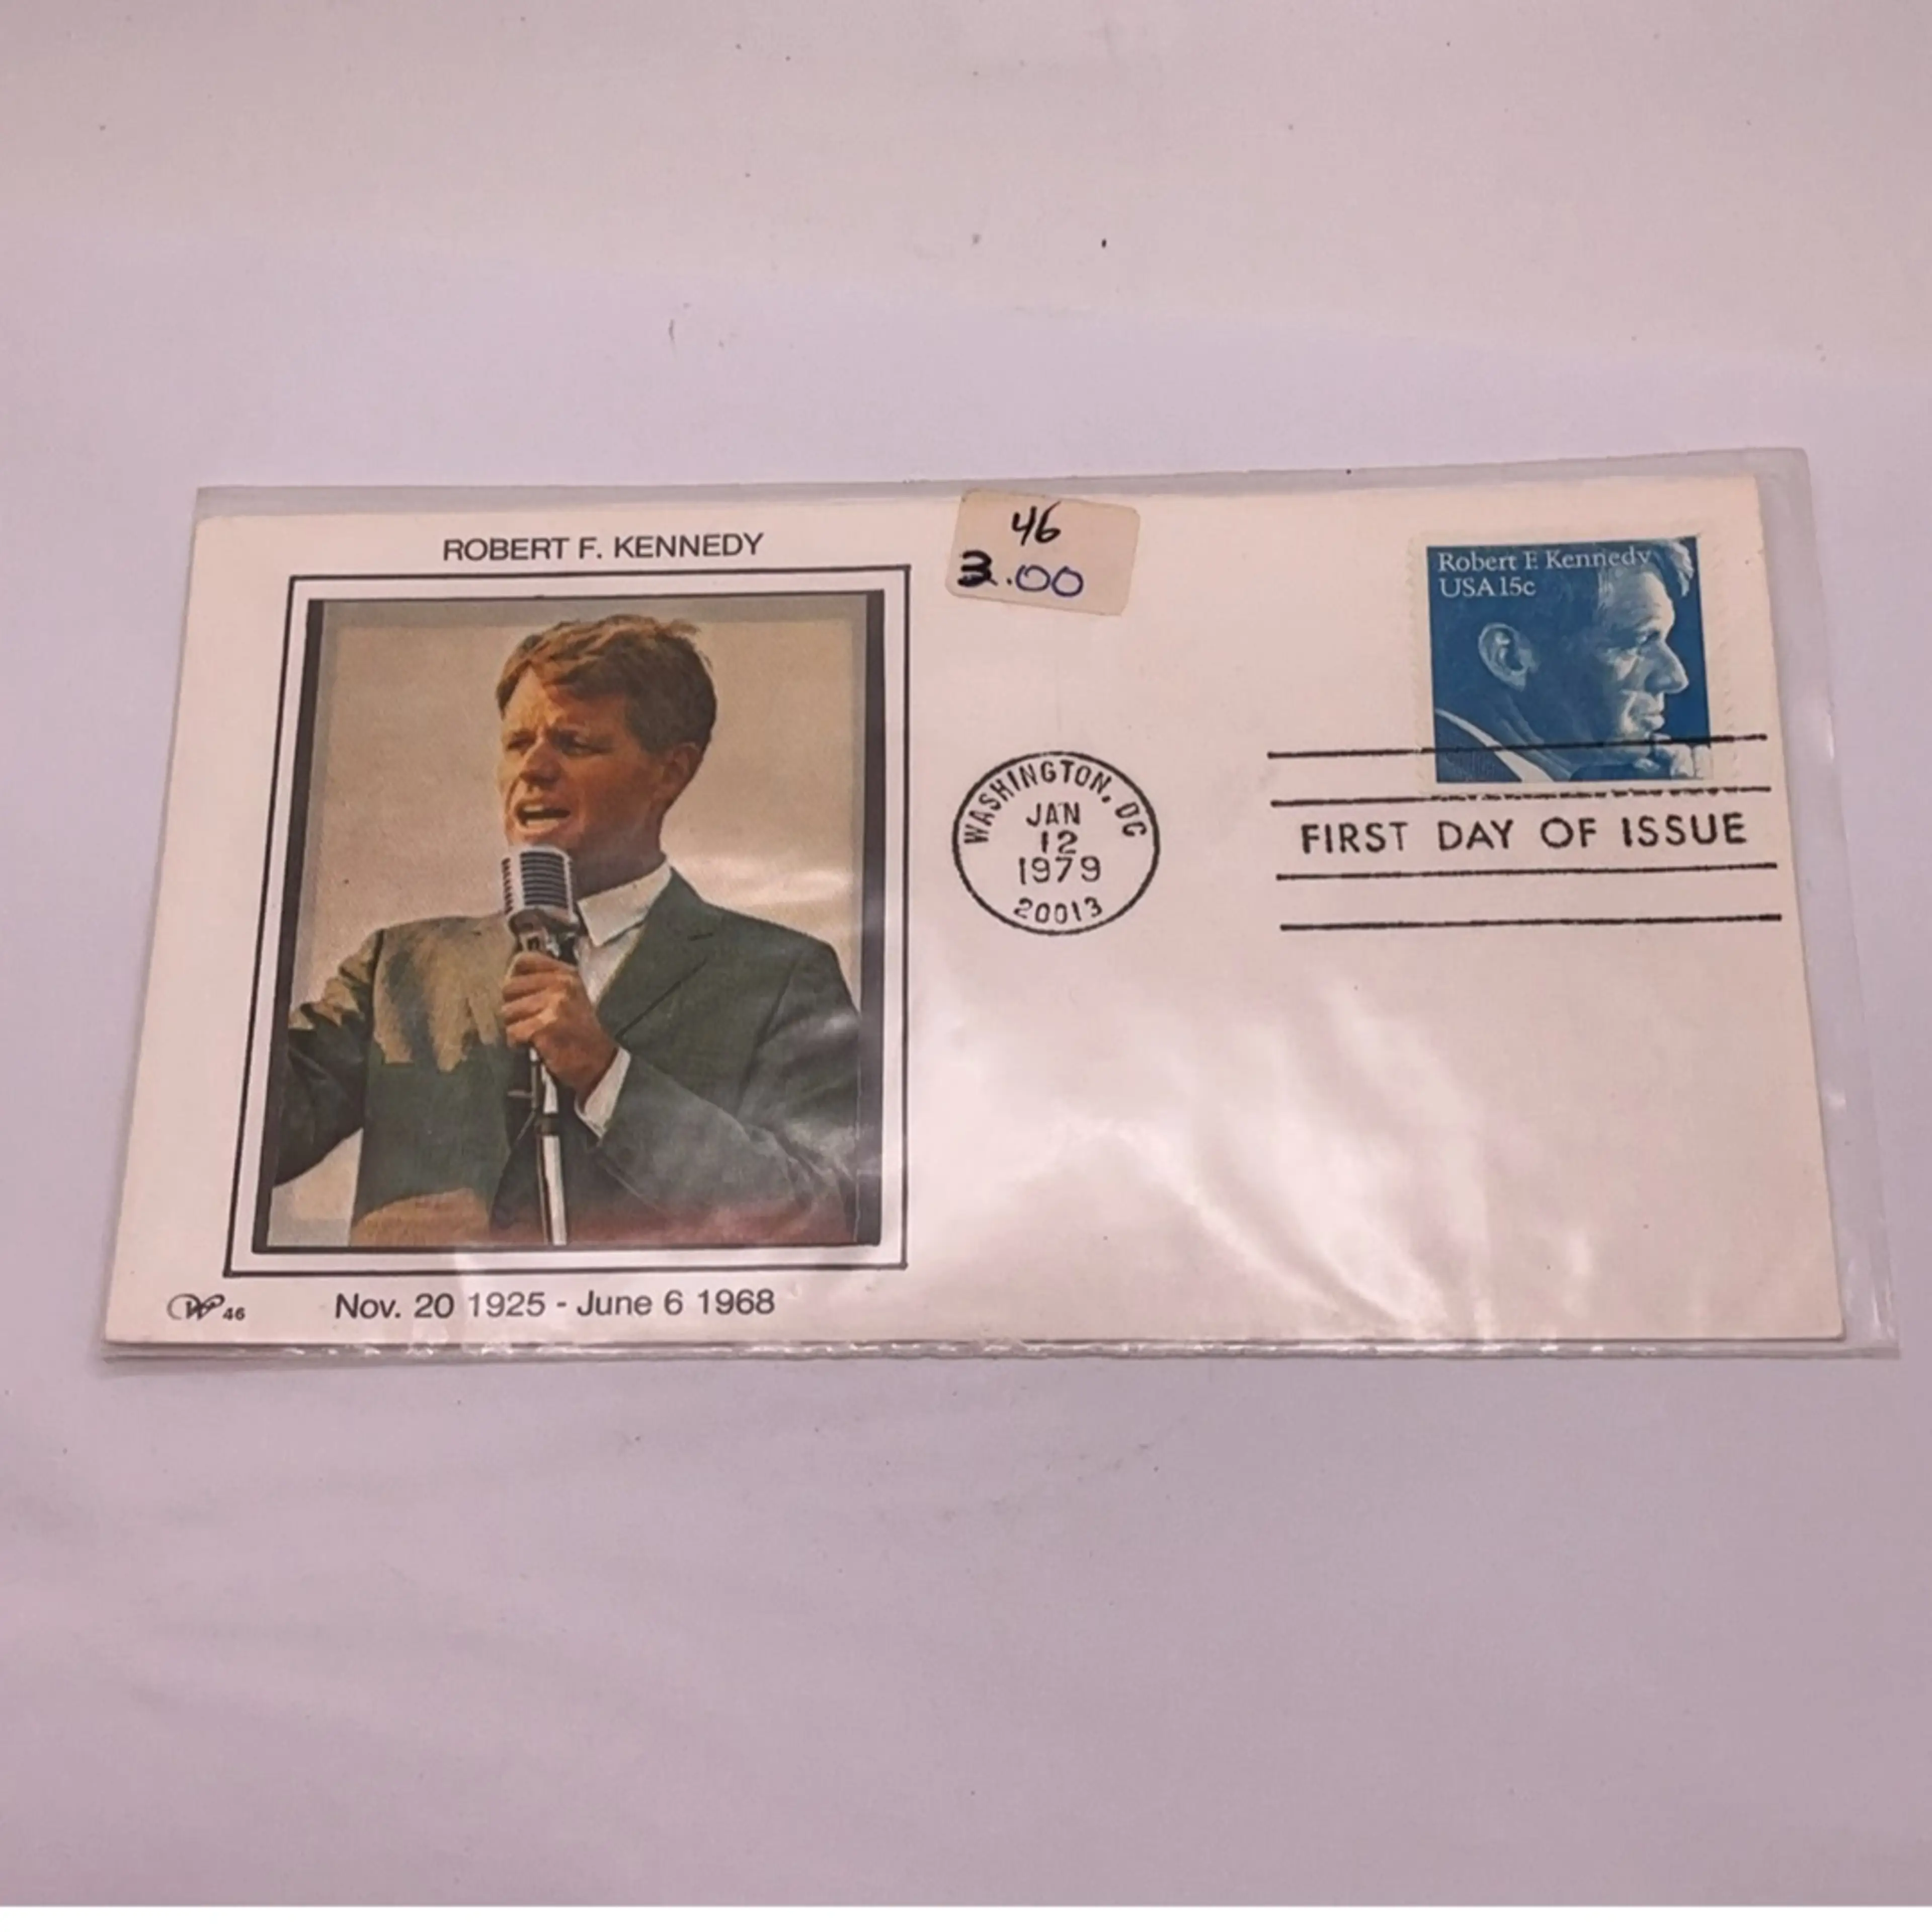 ROBERT F. KENNEDY
46
3.00
Robert F. Kennedy
USA 15c
WASHINGTON, DC
JAN
12
1979
20013
FIRST DAY OF ISSUE
46
Nov. 20 1925 - June 6 1968